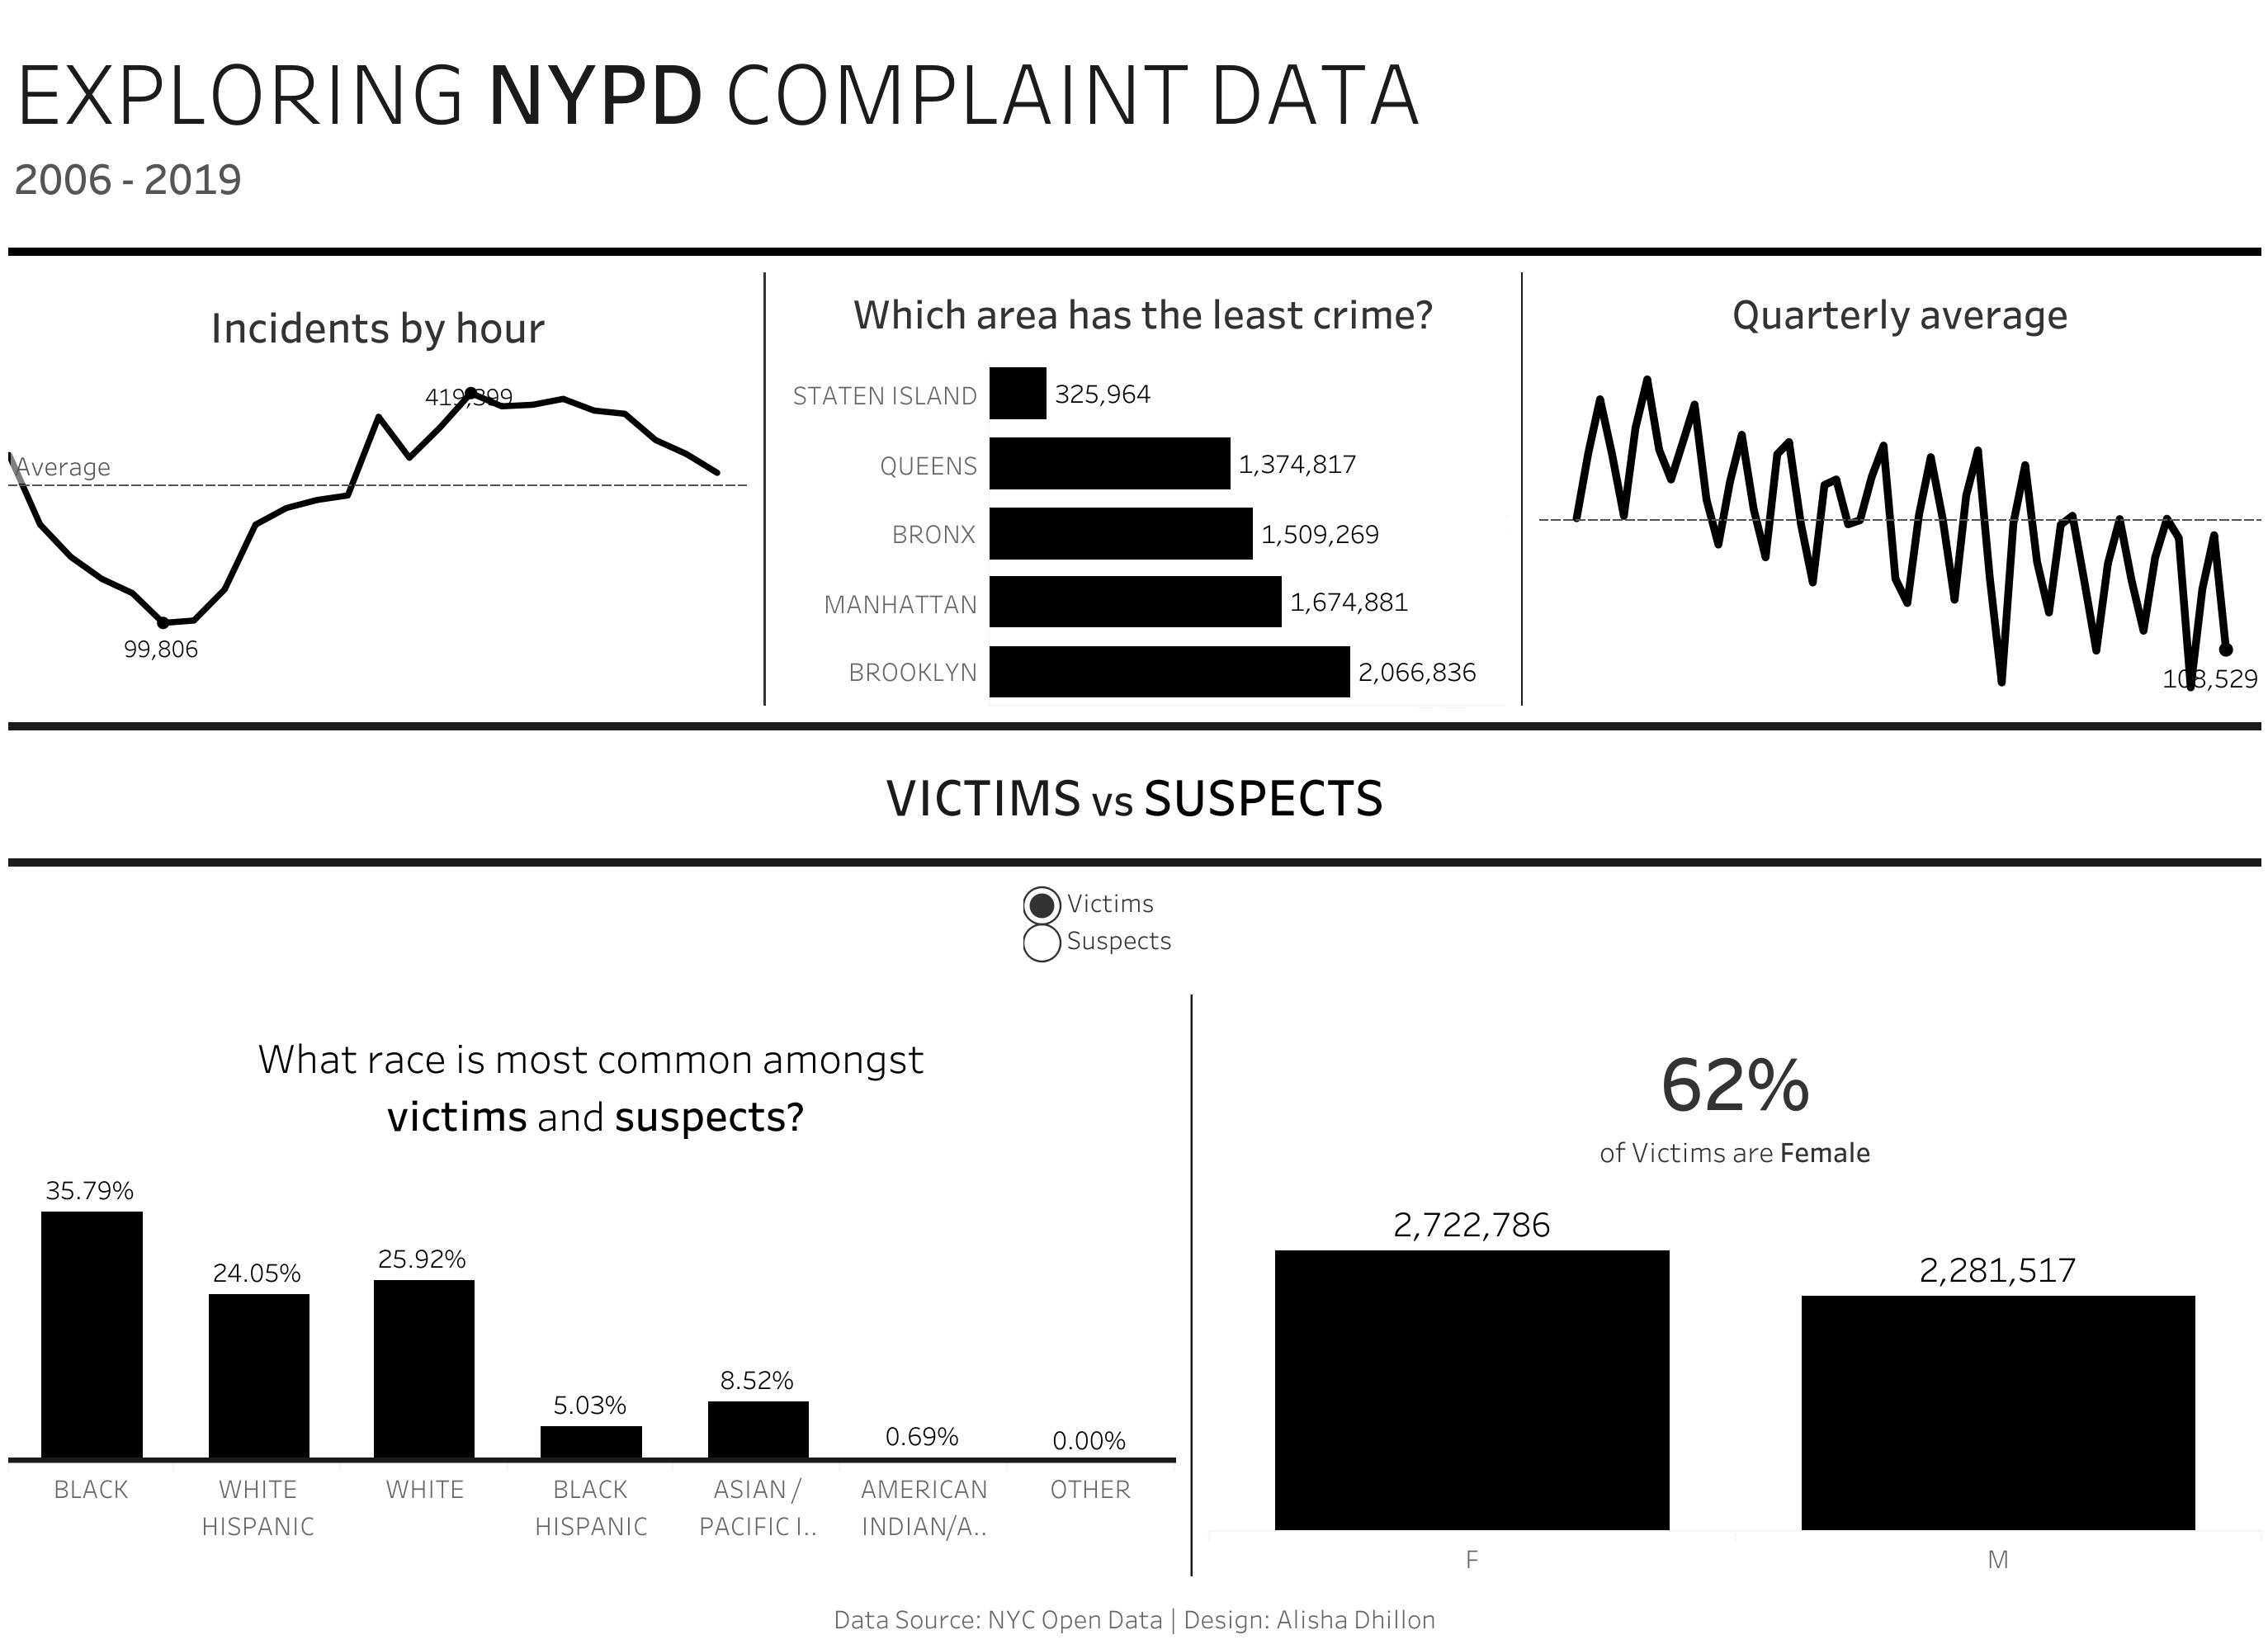 EXPLORING NYPD COMPLAINT DATA
2006 - 2019
Incidents by hour
419,399
Average
99,806
Which area has the least crime?
STATEN ISLAND 325,964
QUEENS 1,374,817
BRONX 1,509,269
MANHATTAN 1,674,881
BROOKLYN 2,066,836
Quarterly average
108,529
VICTIMS vs SUSPECTS
Victims
Suspects
What race is most common amongst
victims and suspects?
35.79%
24.05%
25.92%
5.03%
8.52%
0.69%
0.00%
BLACK
WHITE
HISPANIC
WHITE
BLACK
HISPANIC
ASIAN /
PACIFIC I..
AMERICAN
INDIAN/A..
OTHER
62%
of Victims are Female
2,722,786
2,281,517
F
M
Data Source: NYC Open Data | Design: Alisha Dhillon